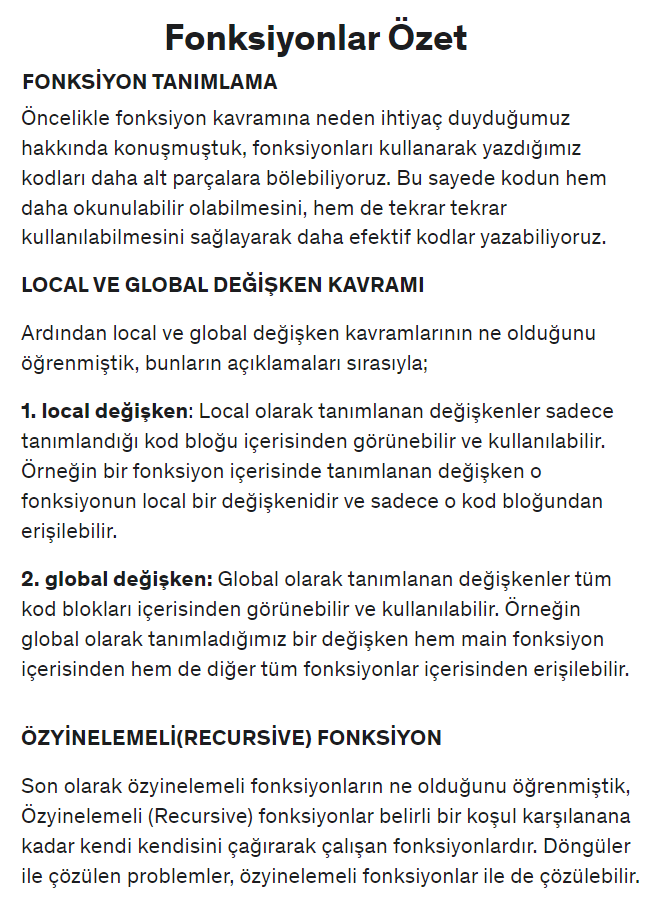 Fonksiyonlar Özet
FONKSİYON TANIMLAMA
Öncelikle fonksiyon kavramına neden ihtiyaç duyduğumuz
hakkında konuşmuştuk, fonksiyonları kullanarak yazdığımız
kodları daha alt parçalara bölebiliyoruz. Bu sayede kodun hem
daha okunulabilir olabilmesini, hem de tekrar tekrar
kullanılabilmesini sağlayarak daha efektif kodlar yazabiliyoruz.
LOCAL VE GLOBAL DEĞİŞKEN KAVRAMI
Ardından local ve global değişken kavramlarının ne olduğunu
öğrenmiştik, bunların açıklamaları sırasıyla;
1. local değişken: Local olarak tanımlanan değişkenler sadece
tanımlandığı kod bloğu içerisinden görünebilir ve kullanılabilir.
Örneğin bir fonksiyon içerisinde tanımlanan değişken o
fonksiyonun local bir değişkenidir ve sadece o kod bloğundan
erişilebilir.
2. global değişken: Global olarak tanımlanan değişkenler tüm
kod blokları içerisinden görünebilir ve kullanılabilir. Örneğin
global olarak tanımladığımız bir değişken hem main fonksiyon
içerisinden hem de diğer tüm fonksiyonlar içerisinden erişilebilir.
ÖZYİNELEMELİ(RECURSİVE) FONKSİYON
Son olarak özyinelemeli fonksiyonların ne olduğunu öğrenmiştik,
Özyinelemeli (Recursive) fonksiyonlar belirli bir koşul karşılanana
kadar kendi kendisini çağırarak çalışan fonksiyonlardır. Döngüler
ile çözülen problemler, özyinelemeli fonksiyonlar ile de çözülebilir.